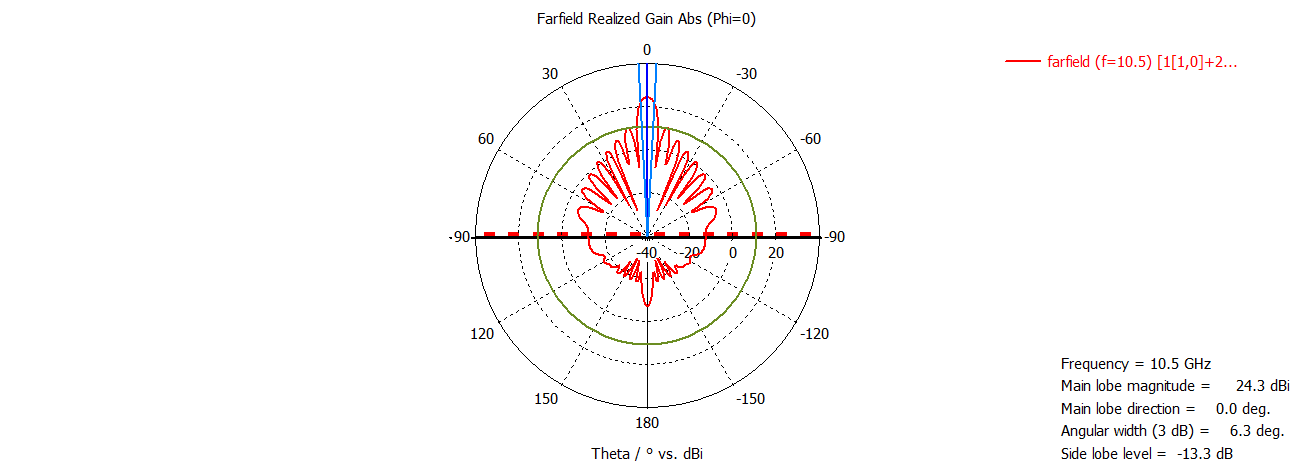 Farfield Realized Gain Abs (Phi=0)
farfield (f=10.5) [1[1,0]+2...
0
30
-30
60
-60
90
-90
-40
-20
0
20
120
-120
150
-150
180
Theta / º vs. dBi
Frequency = 10.5 GHz
Main lobe magnitude = 24.3 dBi
Main lobe direction = 0.0 deg.
Angular width (3 dB) = 6.3 deg.
Side lobe level = -13.3 dB